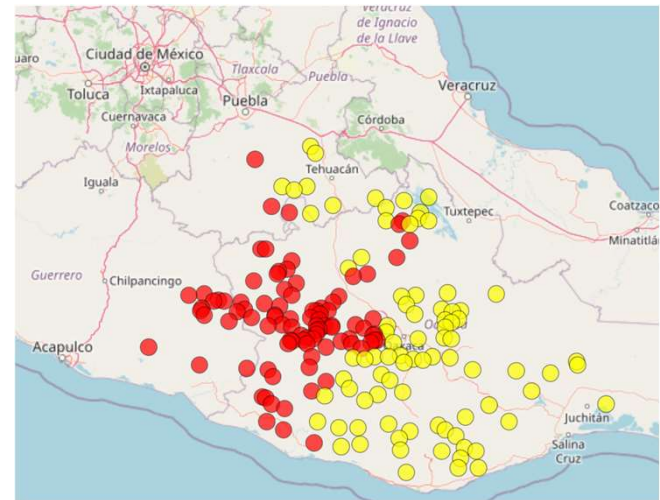 Veracruz
de Ignacio
de la Llave
uaro
Ciudad de México
Tlaxcala
Toluca
Ixtapaluca
Puebla
Veracruz
Puebla
Cuernavaca
Córdoba
Morelos
Tehuacán
Iguala
Tuxtepec
Coatzaco
Minatitlá
Guerrero
Chilpancingo
Acapulco
Juchitán
Salina
Cruz